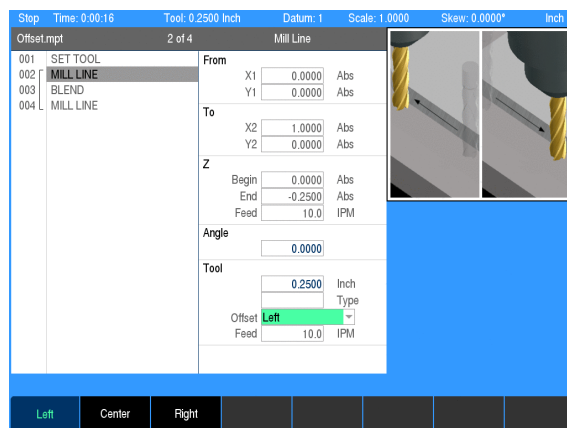 Stop Time: 0:00:16 Tool: 0.2500 Inch Datum: 1 Scale: 1.0000 Skew: 0.0000° Inch
Offset.mpt 2 of 4 Mill Line
001 SET TOOL
002 MILL LINE
003 BLEND
004 MILL LINE
From
X1 0.0000 Abs
Y1 0.0000 Abs
To
X2 1.0000 Abs
Y2 0.0000 Abs
Z
Begin 0.0000 Abs
End -0.2500 Abs
Feed 10.0 IPM
Angle
0.0000
Tool
0.2500 Inch
Type
Offset Left
Feed 10.0 IPM
Left Center Right